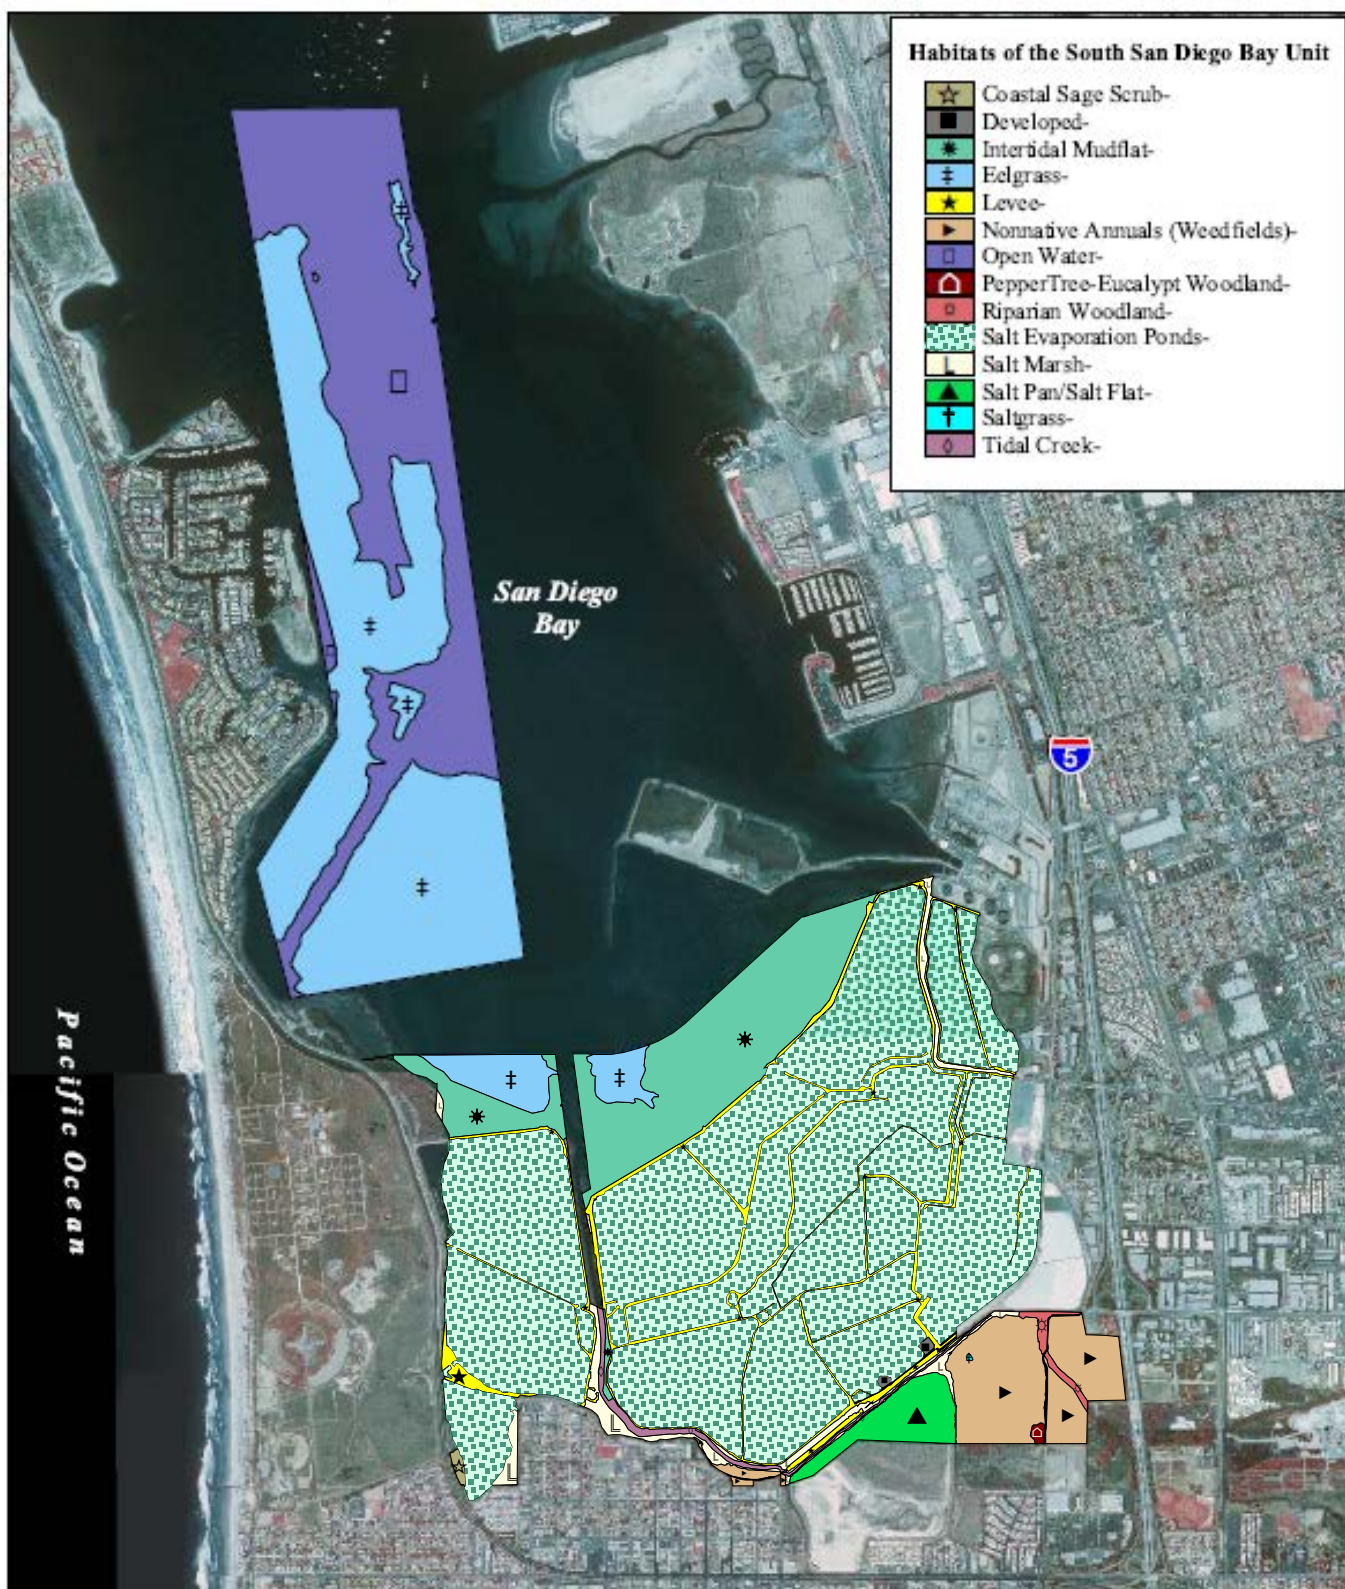 Habitats of the South San Diego Bay Unit
Coastal Sage Scrub-
Developed-
Intertidal Mudflat-
Eelgrass-
Levee-
Nonnative Annuals (Weedfields)-
Open Water-
PepperTree-Eucalypt Woodland-
Riparian Woodland-
Salt Evaporation Ponds-
Salt Marsh-
Salt Pan/Salt Flat-
Saltgrass-
Tidal Creek-
San Diego
Bay
5
Pacific Ocean